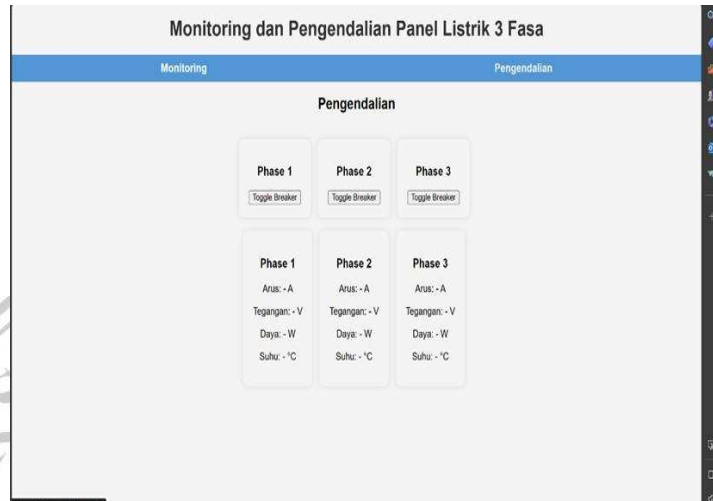 Monitoring dan Pengendalian Panel Listrik 3 Fasa
Monitoring Pengendalian
Pengendalian
Phase 1 Phase 2 Phase 3
Toggle Breaker Toggle Breaker Toggle Breaker
Phase 1 Phase 2 Phase 3
Arus: - A Arus: - A Arus: - A
Tegangan: - V Tegangan: - V Tegangan: - V
Daya: - W Daya: - W Daya: - W
Suhu: - °C Suhu: - °C Suhu: - °C